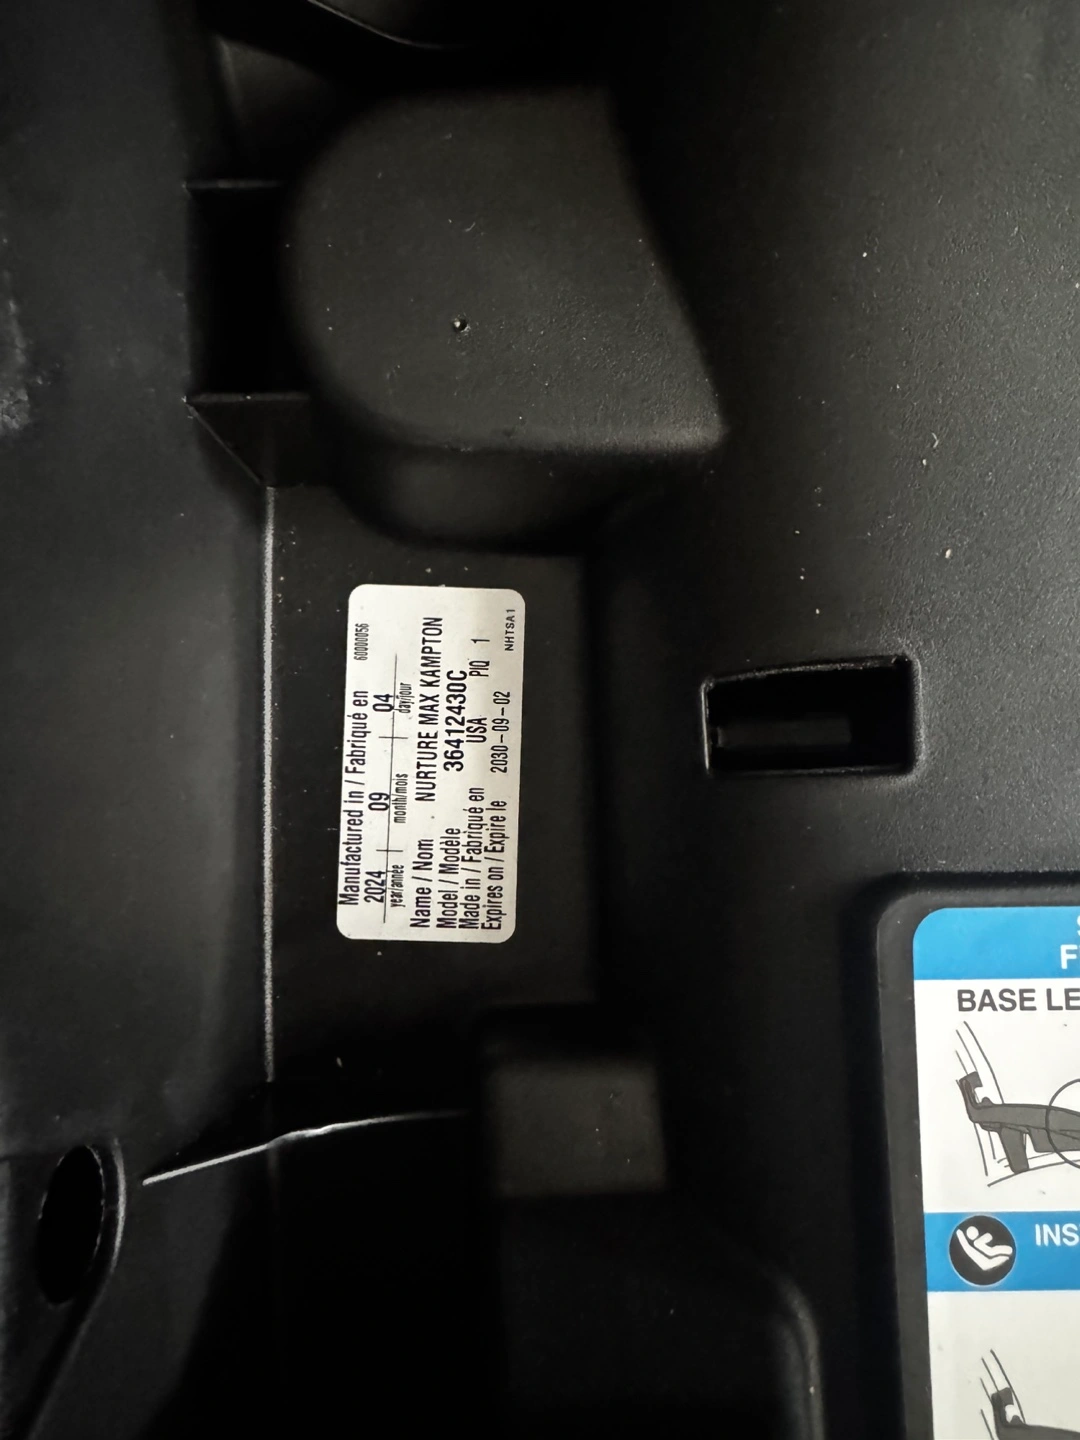 60000056
Manufactured in / Fabriqué en
2024 09 04
year/année month/mois day/jour
Name / Nom NURTURE MAX KAMPTON
Model / Modèle 36412430C
Made in / Fabriqué en USA PIQ 1
Expires on / Expire le 2030-09-02
NHTSA1
BASE LE
INS